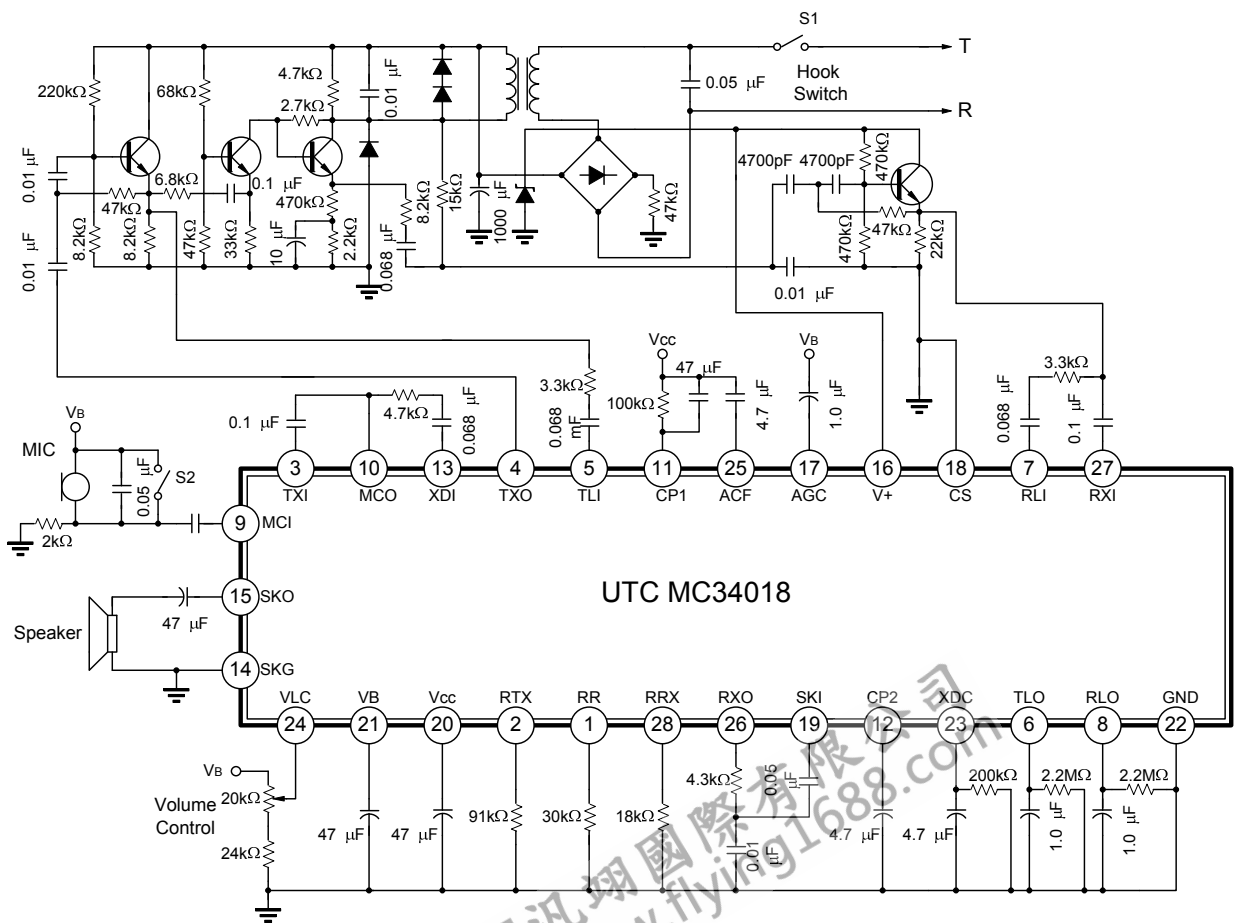 S1
T
Hook
Switch
R
0.05 µF
220kΩ
68kΩ
4.7kΩ
2.7kΩ
0.01 µF
0.01 µF
6.8kΩ
0.1 µF
47kΩ
470kΩ
8.2kΩ
15kΩ
1000 µF
47kΩ
4700pF
4700pF
470kΩ
0.01 µF
8.2kΩ
8.2kΩ
47kΩ
33kΩ
10 µF
2.2kΩ
0.068 µF
470kΩ
47kΩ
22kΩ
0.01 µF
Vcc
47 µF
VB
3.3kΩ
100kΩ
4.7 µF
1.0 µF
3.3kΩ
0.068 µF
0.1 µF
0.1 µF
4.7kΩ
0.068 µF
0.068 mF
VB
MIC
0.05 µF
S2
2kΩ
3
10
13
4
5
11
25
17
16
18
7
27
TXI
MCO
XDI
TXO
TLI
CP1
ACF
AGC
V+
CS
RLI
RXI
9
MCI
UTC MC34018
15
SKO
47 µF
Speaker
14
SKG
VLC
VB
Vcc
RTX
RR
RRX
RXO
SKI
CP2
XDC
TLO
RLO
GND
24
21
20
2
1
28
26
19
12
23
6
8
22
VB
20kΩ
Volume
Control
24kΩ
47 µF
47 µF
91kΩ
30kΩ
18kΩ
4.3kΩ
0.05 µF
0.01 µF
4.7 µF
4.7 µF
200kΩ
2.2MΩ
1.0 µF
2.2MΩ
1.0 µF
汎翊國際有限公司
w.flying1688.com